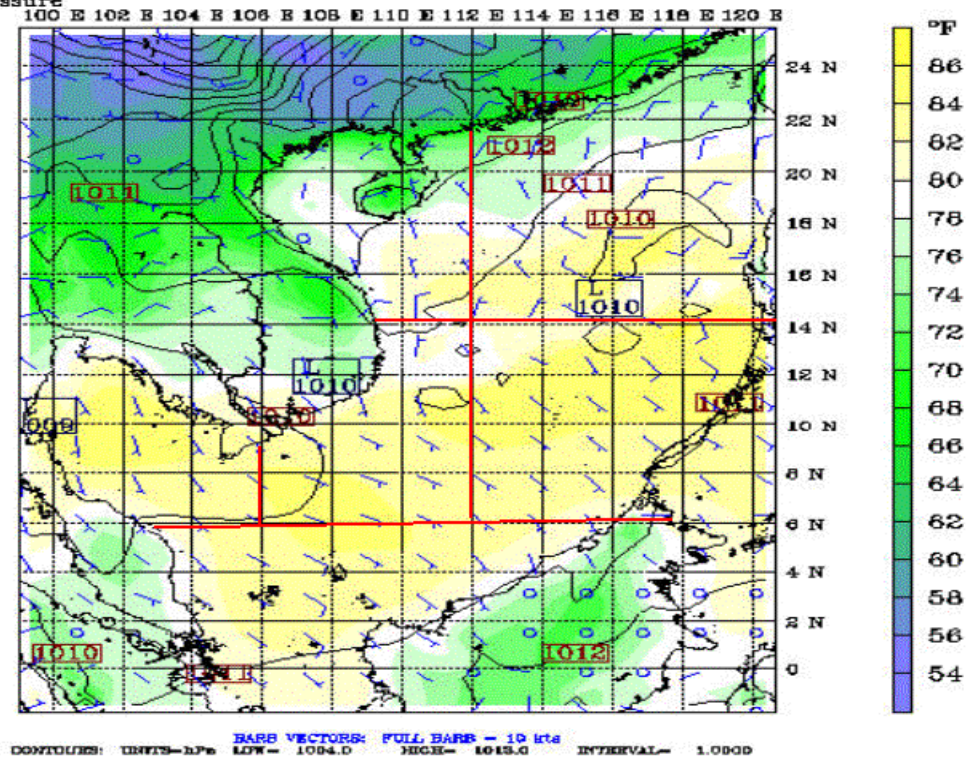 ssure
100 E 102 E 104 E 106 E 108 E 110 E 112 E 114 E 116 E 118 E 120 E
°F
86
84
82
80
78
76
74
72
70
68
66
64
62
60
58
56
54
24 N
22 N
20 N
18 N
16 N
14 N
12 N
10 N
8 N
6 N
4 N
2 N
0
1012
1011
1011
1010
L
1010
L
1010
1010
009
1010
1012
BARB VECTORS: FULL BARB = 10 kts
CONTOURS: UNITS=hPa LOW= 1004.0 HIGH= 1013.0 INTERVAL= 1.0000